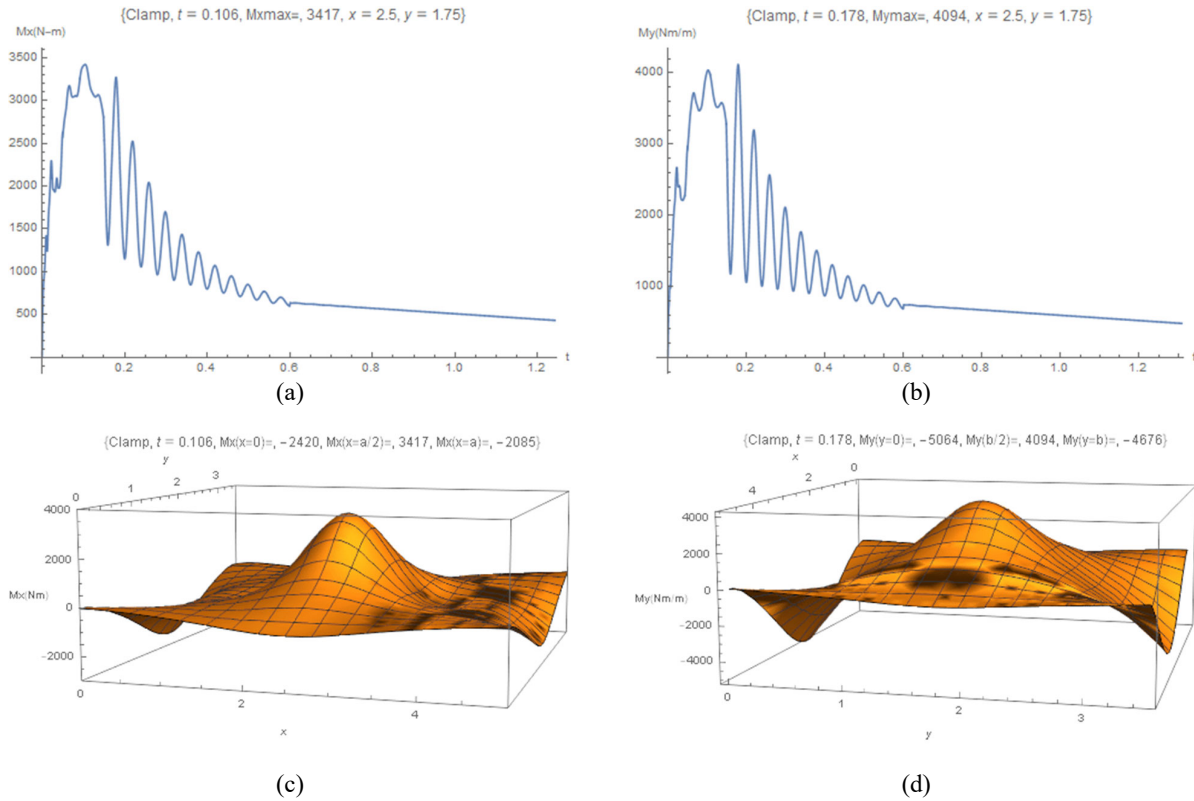 {Clamp, t = 0.106, Mxmax=, 3417, x = 2.5, y = 1.75}
Mx(N-m)
3500
3000
2500
2000
1500
1000
500
0.2 0.4 0.6 0.8 1.0 1.2
t
(a)
{Clamp, t = 0.178, Mymax=, 4094, x = 2.5, y = 1.75}
My(Nm/m)
4000
3000
2000
1000
0.2 0.4 0.6 0.8 1.0 1.2
t
(b)
{Clamp, t = 0.106, Mx(x=0)=, -2420, Mx(x=a/2)=, 3417, Mx(x=a)=, -2085}
y
0 1 2 3
4000
2000
Mx(Nm)
0
-2000
0 2 4
x
(c)
{Clamp, t = 0.178, My(y=0)=, -5064, My(b/2)=, 4094, My(y=b)=, -4676}
x
4 2 0
4000
2000
My(Nm/m)
0
-2000
-4000
0 1 2 3
y
(d)